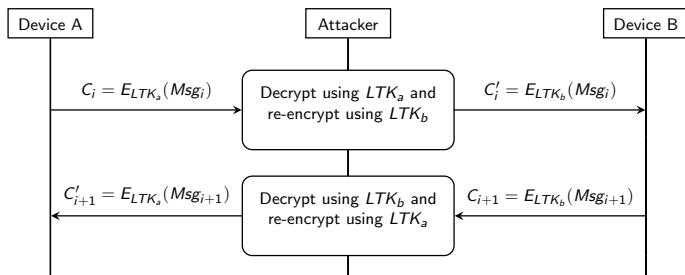 Device A
Attacker
Device B
C_i = E_{LTK_a}(Msg_i)
Decrypt using LTK_a and
re-encrypt using LTK_b
C'_i = E_{LTK_b}(Msg_i)
C'_{i+1} = E_{LTK_a}(Msg_{i+1})
Decrypt using LTK_b and
re-encrypt using LTK_a
C_{i+1} = E_{LTK_b}(Msg_{i+1})